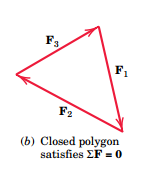 F₃
F₁
F₂
(b) Closed polygon
satisfies ΣF = 0